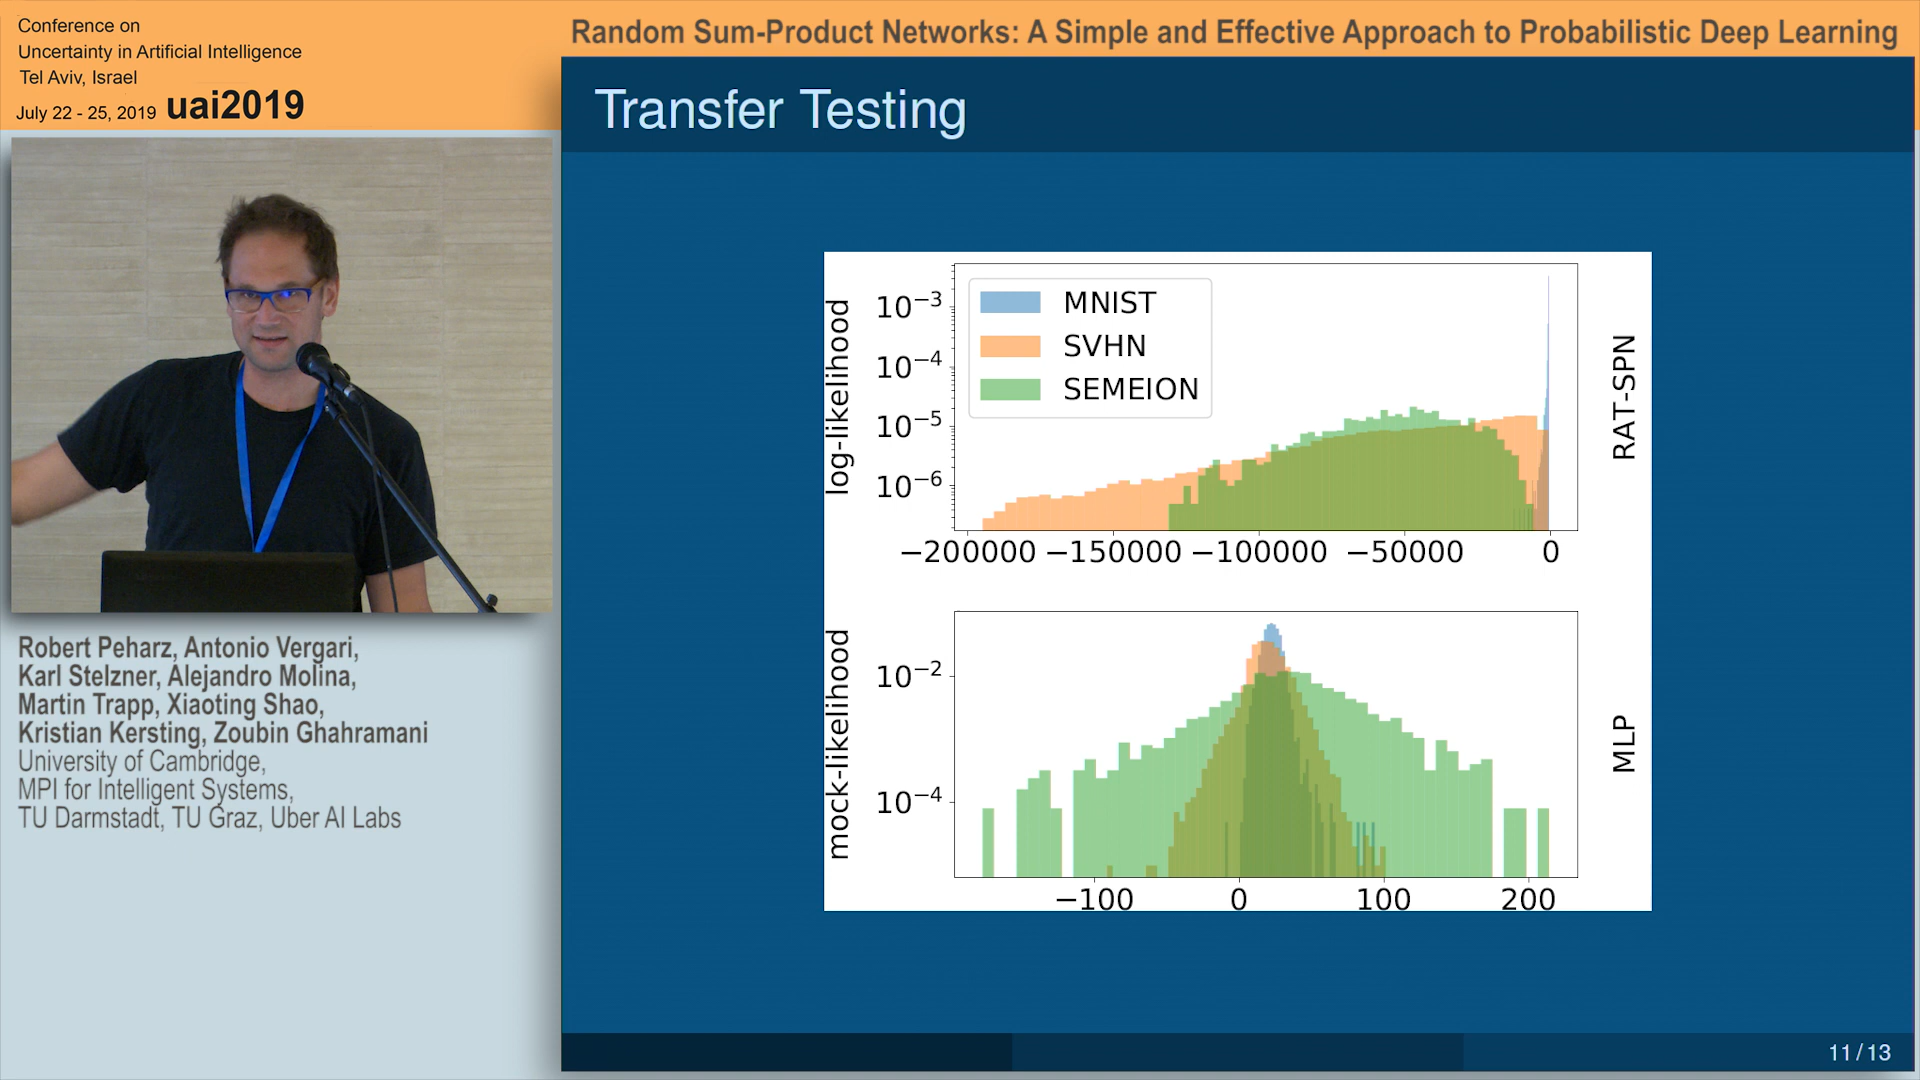 Conference on
Uncertainty in Artificial Intelligence
Tel Aviv, Israel
July 22 - 25, 2019 uai2019
Random Sum-Product Networks: A Simple and Effective Approach to Probabilistic Deep Learning
Transfer Testing
log-likelihood
10⁻³
10⁻⁴
10⁻⁵
10⁻⁶
MNIST
SVHN
SEMEION
RAT-SPN
−200000 −150000 −100000 −50000 0
mock-likelihood
10⁻²
10⁻⁴
MLP
−100 0 100 200
11/13
Robert Peharz, Antonio Vergari,
Karl Stelzner, Alejandro Molina,
Martin Trapp, Xiaoting Shao,
Kristian Kersting, Zoubin Ghahramani
University of Cambridge,
MPI for Intelligent Systems,
TU Darmstadt, TU Graz, Uber AI Labs